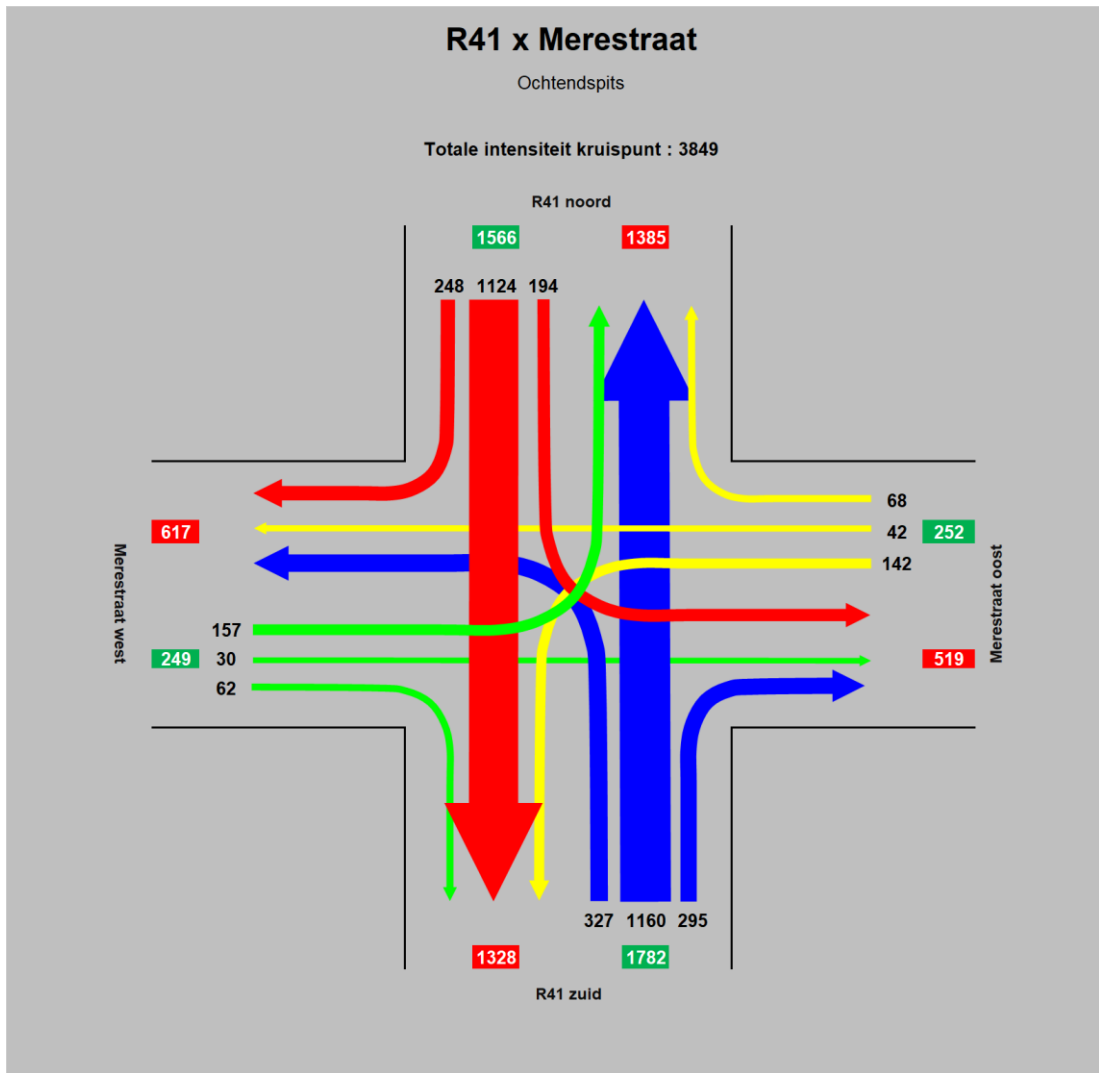 R41 x Merestraat
Ochtendspits
Totale intensiteit kruispunt : 3849
R41 noord
1566 1385
248 1124 194
68
617 42 252
142
Merestraat west
Merestraat oost
157
249 30 519
62
327 1160 295
1328 1782
R41 zuid